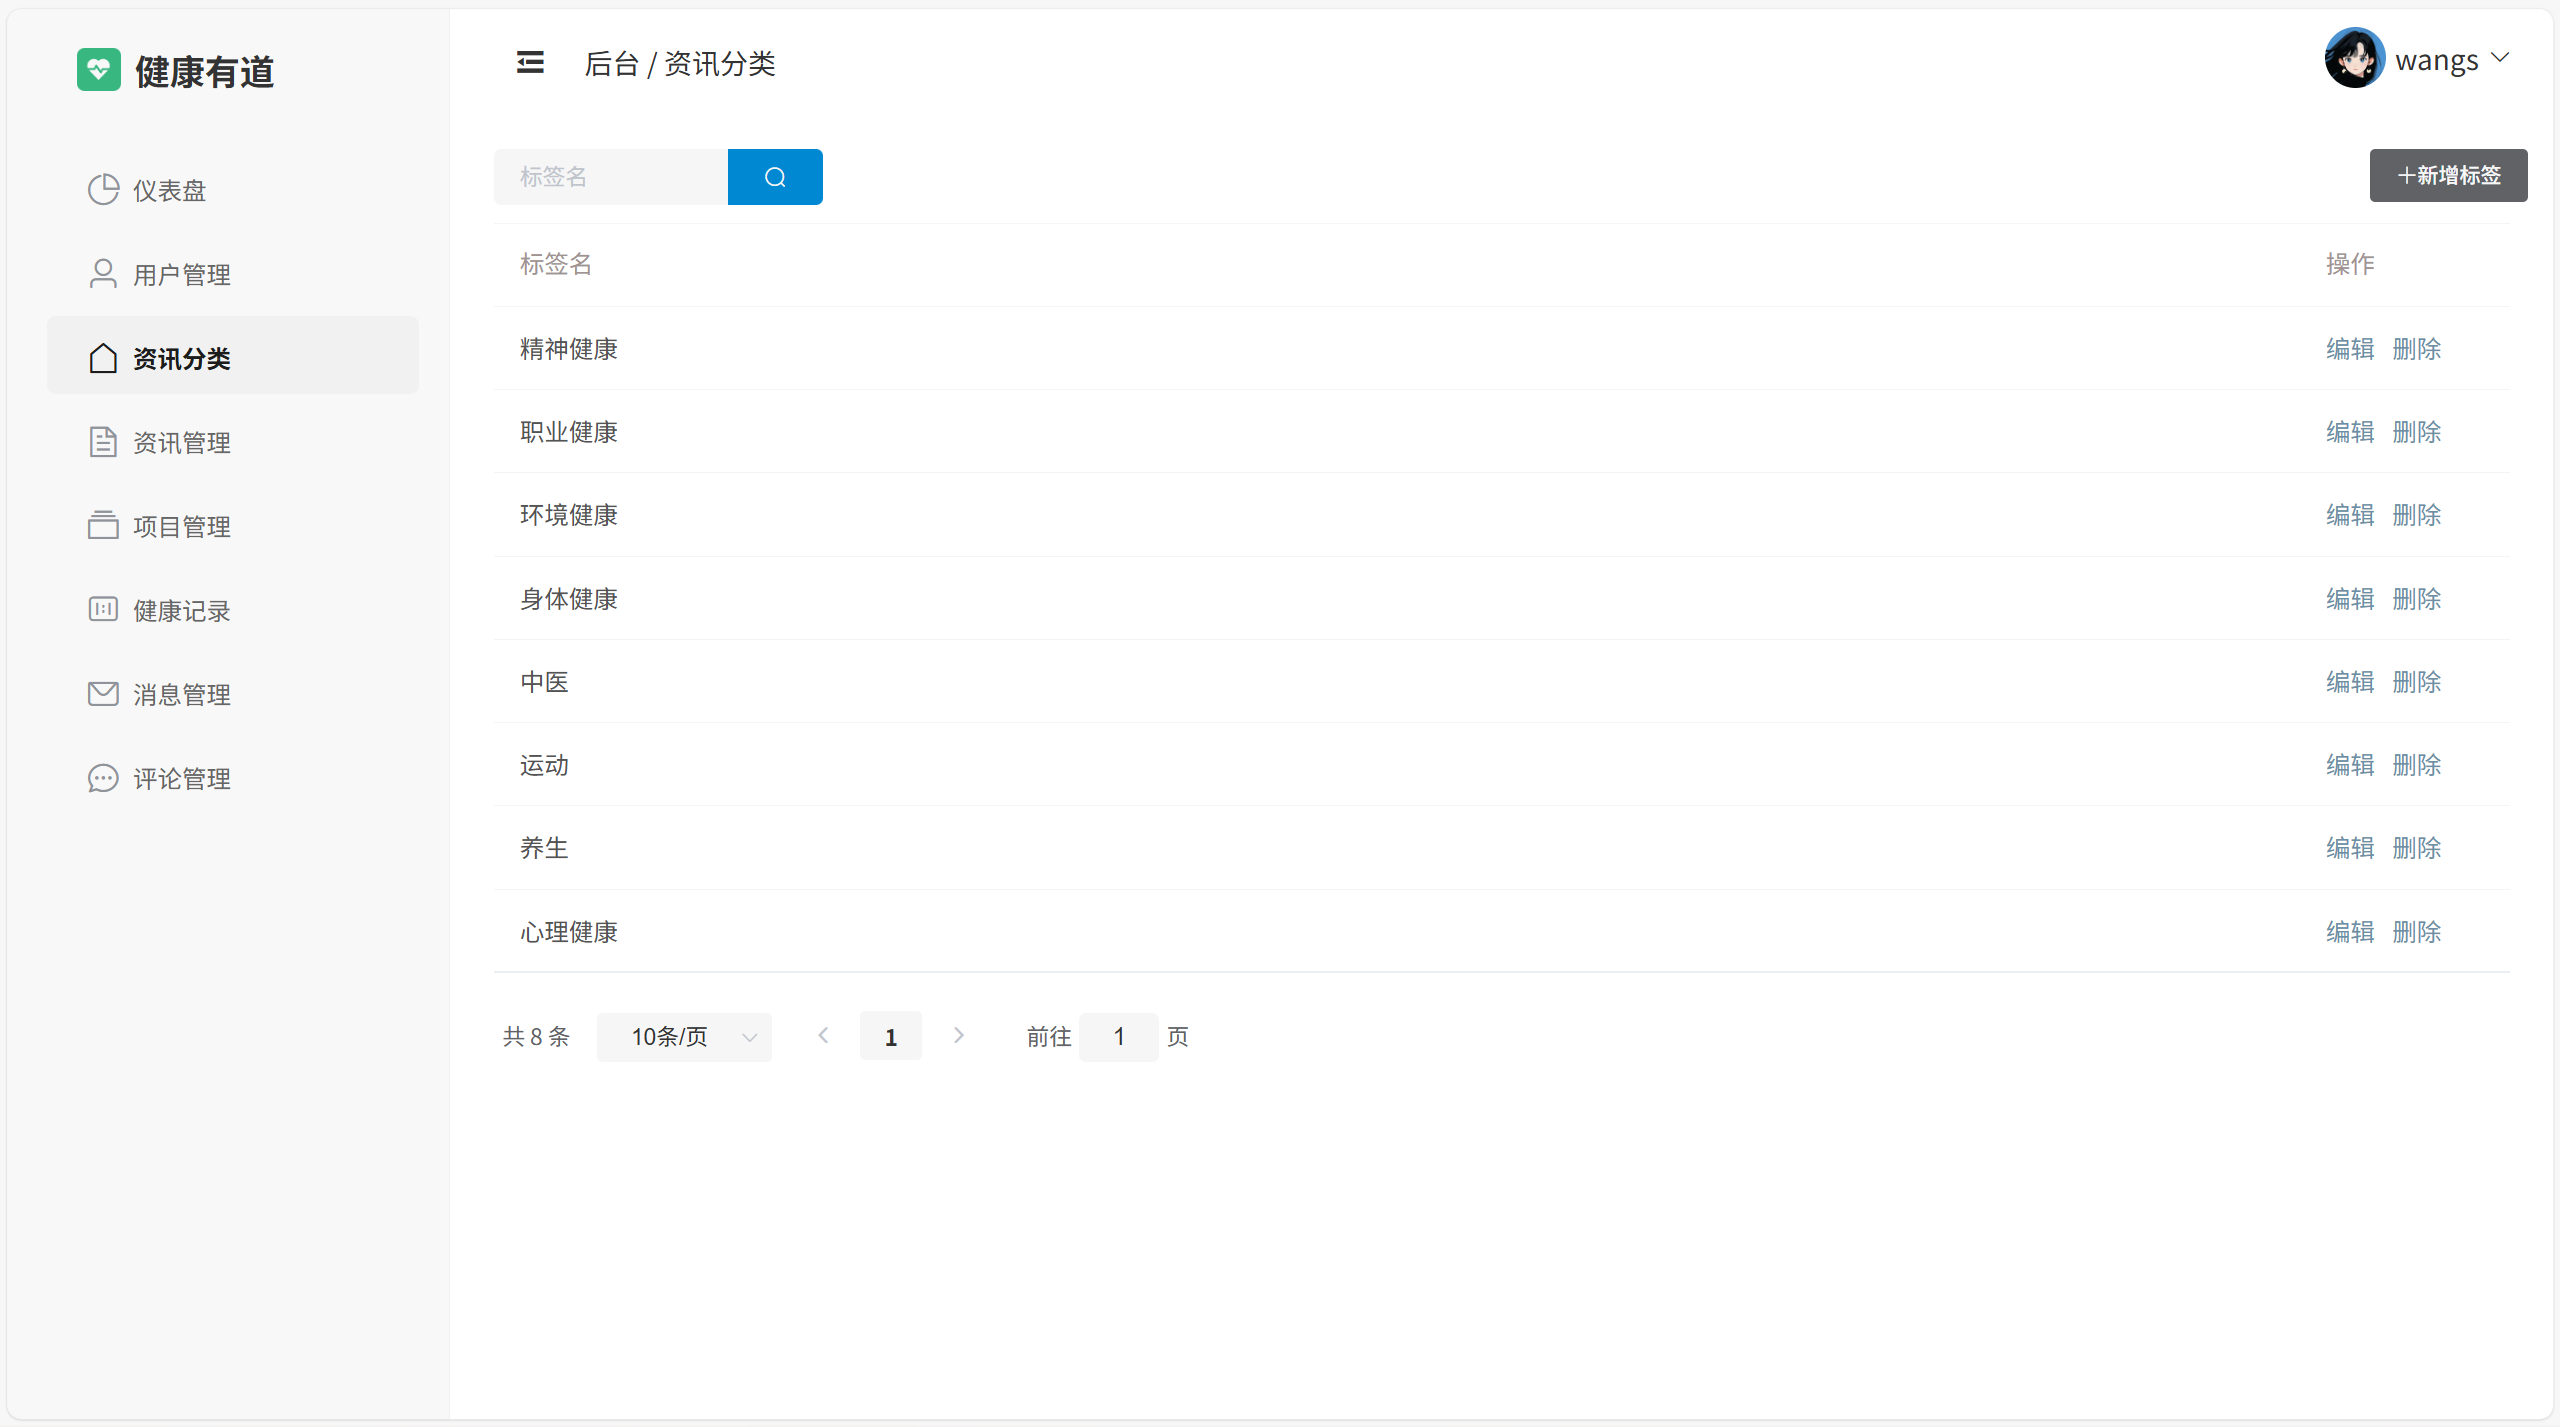 健康有道
仪表盘
用户管理
资讯分类
资讯管理
项目管理
健康记录
消息管理
评论管理
后台 / 资讯分类
wangs
标签名
新增标签
标签名 操作
精神健康 编辑 删除
职业健康 编辑 删除
环境健康 编辑 删除
身体健康 编辑 删除
中医 编辑 删除
运动 编辑 删除
养生 编辑 删除
心理健康 编辑 删除
共 8 条 10条/页 1 前往 1 页